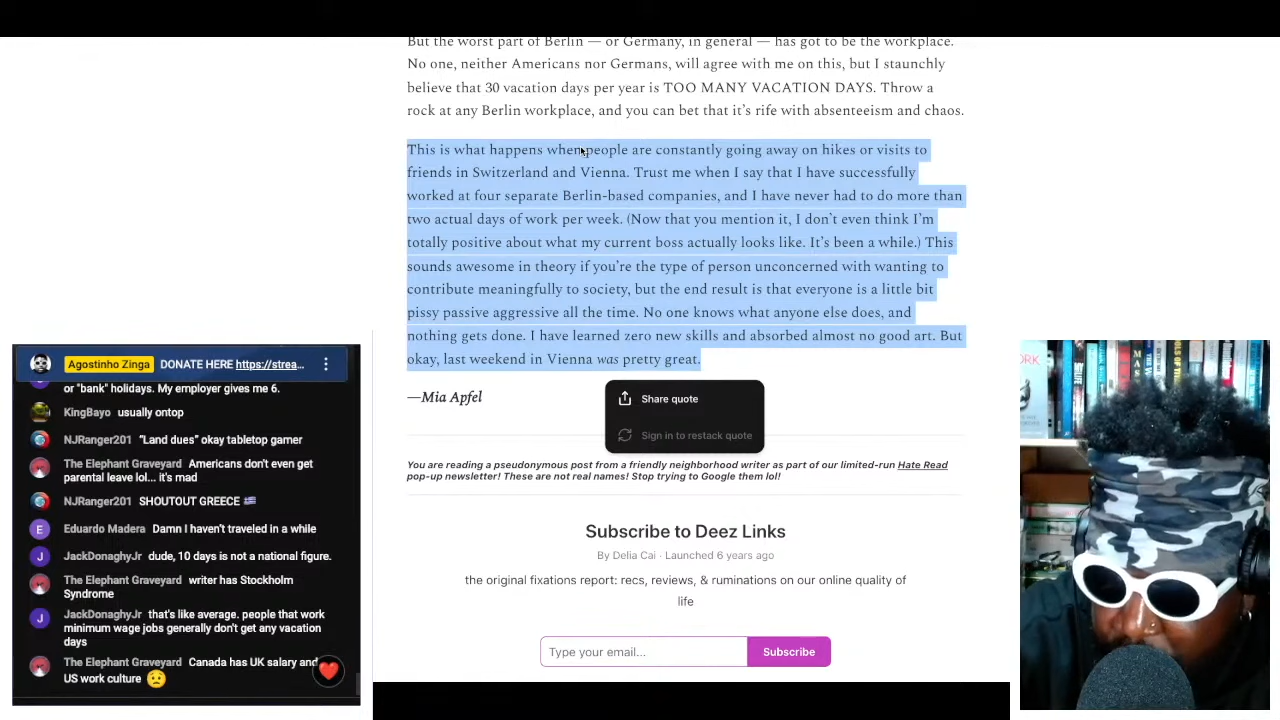 But the worst part of Berlin — or Germany, in general — has got to be the workplace.
No one, neither Americans nor Germans, will agree with me on this, but I staunchly
believe that 30 vacation days per year is TOO MANY VACATION DAYS. Throw a
rock at any Berlin workplace, and you can bet that it’s rife with absenteeism and chaos.
This is what happens when people are constantly going away on hikes or visits to
friends in Switzerland and Vienna. Trust me when I say that I have successfully
worked at four separate Berlin-based companies, and I have never had to do more than
two actual days of work per week. (Now that you mention it, I don’t even think I’m
totally positive about what my current boss actually looks like. It’s been a while.) This
sounds awesome in theory if you’re the type of person unconcerned with wanting to
contribute meaningfully to society, but the end result is that everyone is a little bit
pissy passive aggressive all the time. No one knows what anyone else does, and
nothing gets done. I have learned zero new skills and absorbed almost no good art. But
okay, last weekend in Vienna was pretty great.
—Mia Apfel
Share quote
Sign in to restack quote
You are reading a pseudonymous post from a friendly neighborhood writer as part of our limited-run Hate Read
pop-up newsletter! These are not real names! Stop trying to Google them lol!
Subscribe to Deez Links
By Delia Cai · Launched 6 years ago
the original fixations report: recs, reviews, & ruminations on our online quality of
life
Type your email...
Subscribe
Agostinho Zinga DONATE HERE https://strea...
or "bank" holidays. My employer gives me 6.
KingBayo usually ontop
NJRanger201 “Land dues” okay tabletop gamer
The Elephant Graveyard Americans don't even get
parental leave lol... it's mad
NJRanger201 SHOUTOUT GREECE 🇬🇷
Eduardo Madera Damn I haven’t traveled in a while
JackDonaghyJr dude, 10 days is not a national figure.
The Elephant Graveyard writer has Stockholm
Syndrome
JackDonaghyJr that's like average. people that work
minimum wage jobs generally don't get any vacation
days
The Elephant Graveyard Canada has UK salary and
US work culture 😟